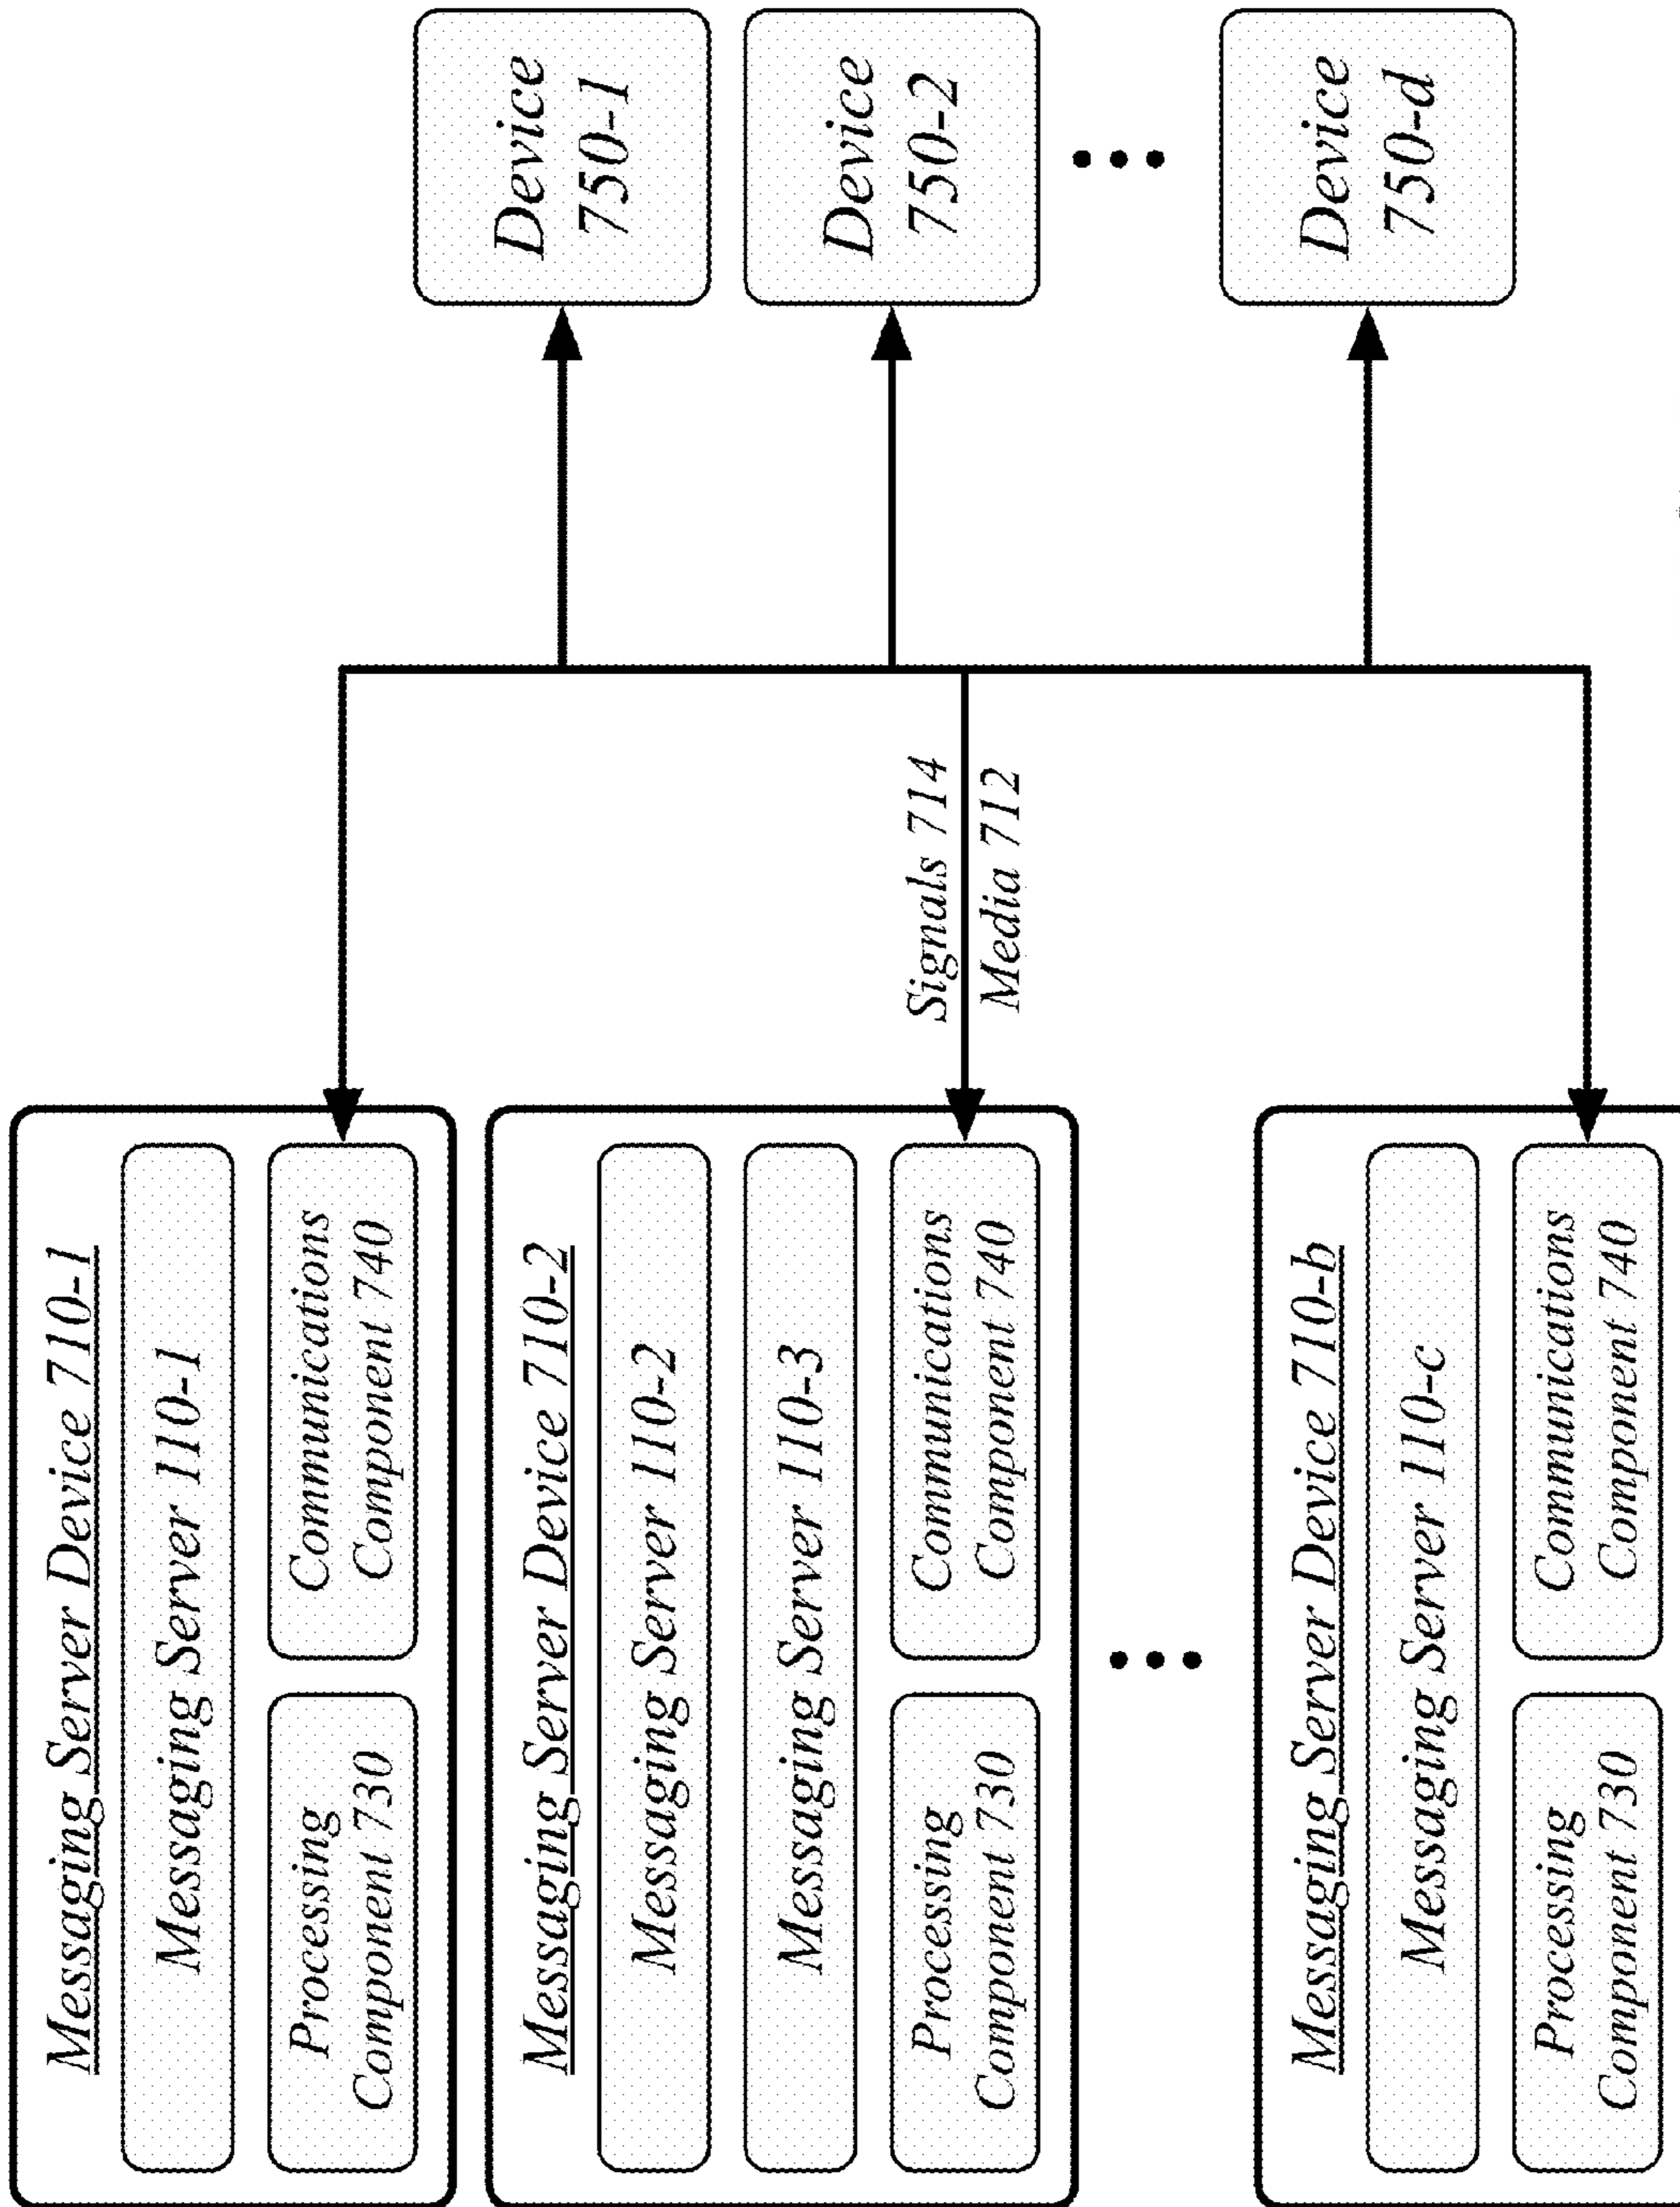 Messaging Server Device 710-1
Messaging Server 110-1
Processing
Component 730
Communications
Component 740
Messaging Server Device 710-2
Messaging Server 110-2
Messaging Server 110-3
Processing
Component 730
Communications
Component 740
Messaging Server Device 710-b
Messaging Server 110-c
Processing
Component 730
Communications
Component 740
Signals 714
Media 712
Device
750-1
Device
750-2
Device
750-d